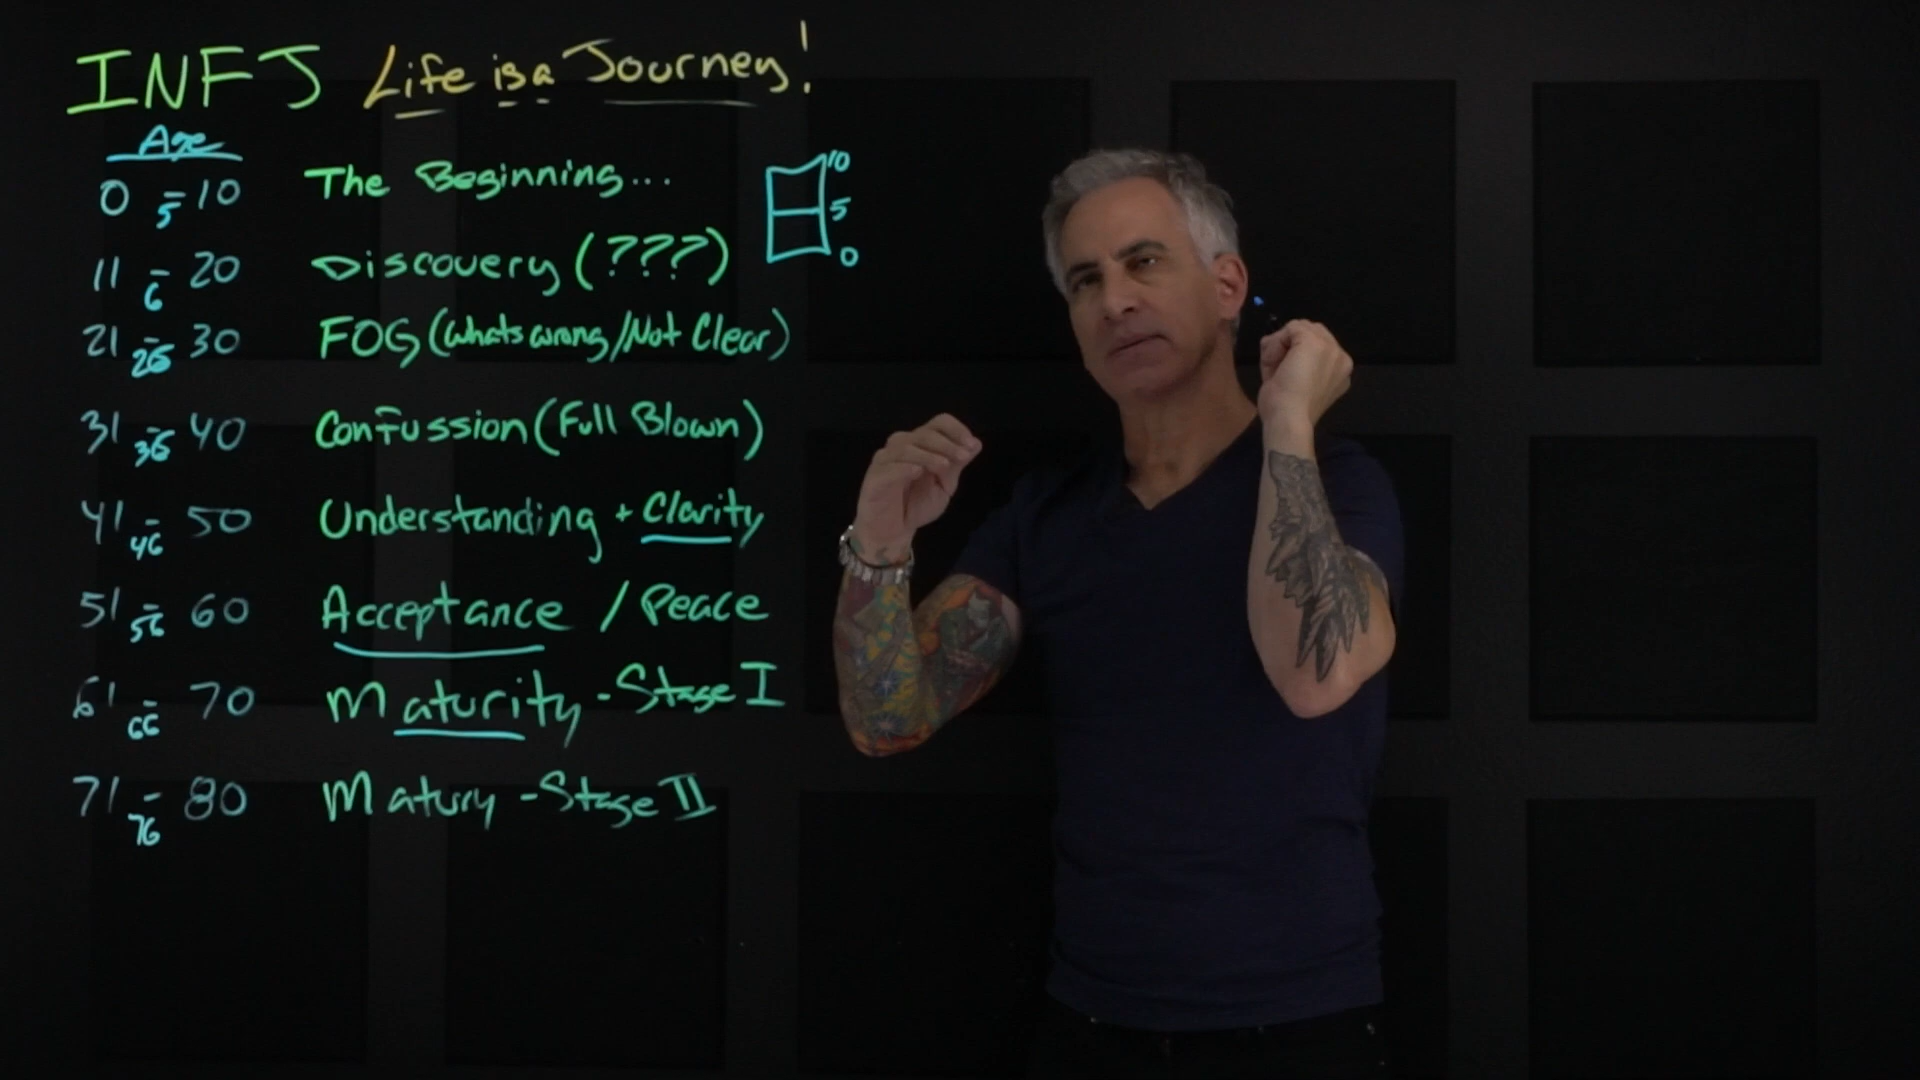 INFJ Life is a Journey!
Age
0 - 10 The Beginning...
5
11 - 20 Discovery (???)
6
21 - 30 FOG (whats wrong/Not Clear)
26
31 - 40 Confussion (Full Blown)
36
41 - 50 Understanding + Clarity
46
51 - 60 Acceptance / Peace
56
61 - 70 Maturity - Stage I
66
71 - 80 Matury - Stage II
76
10
5
0